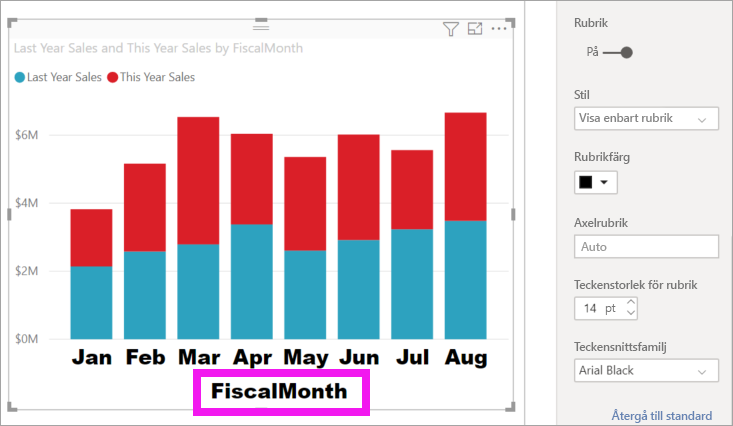 Last Year Sales and This Year Sales by FiscalMonth
Last Year Sales This Year Sales
$6M
$4M
$2M
$0M
Jan Feb Mar Apr May Jun Jul Aug
FiscalMonth
Rubrik
På
Stil
Visa enbart rubrik
Rubrikfärg
Axelrubrik
Auto
Teckenstorlek för rubrik
14 pt
Teckensnittsfamilj
Arial Black
Återgå till standard